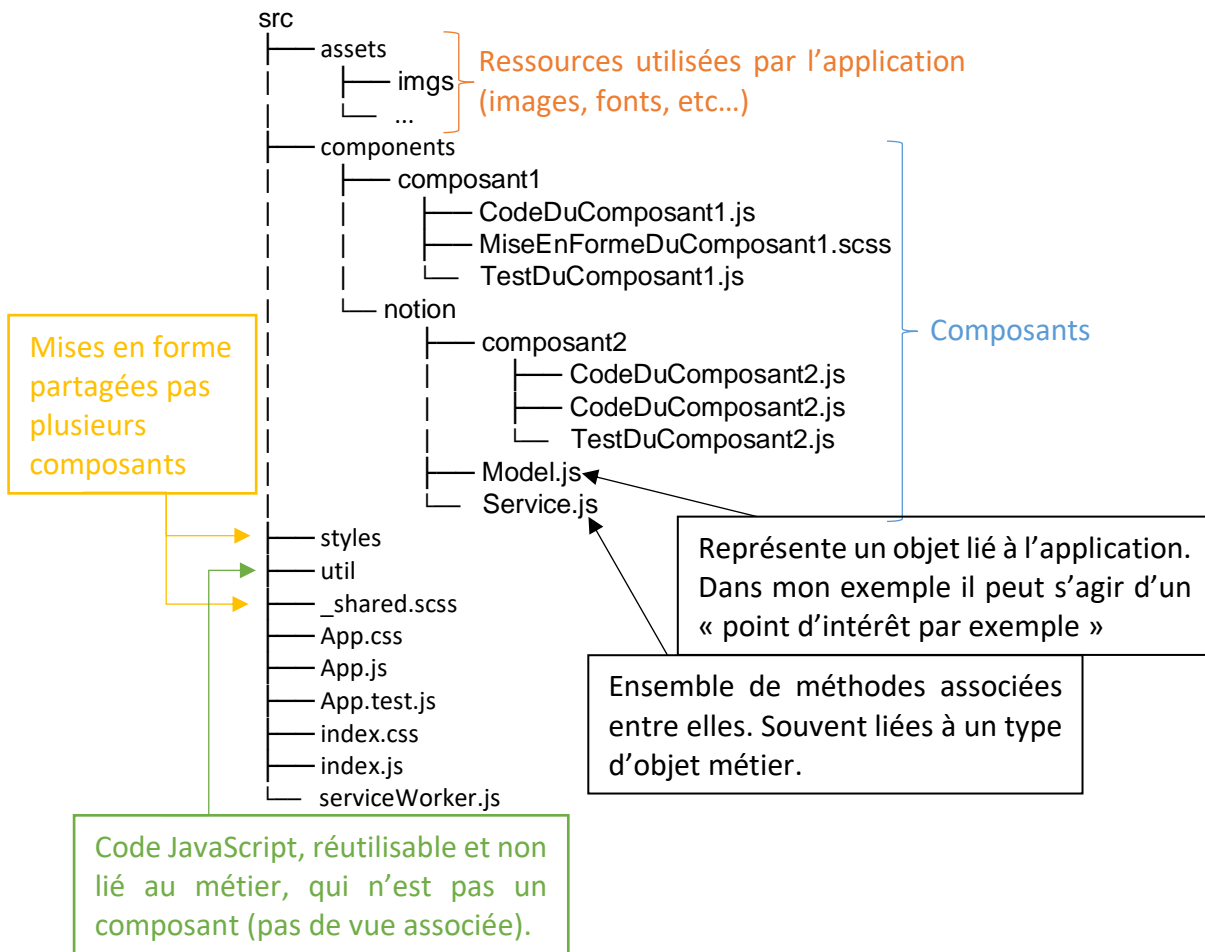 src
assets
imgs
...
Ressources utilisées par l’application
(images, fonts, etc…)
components
composant1
CodeDuComposant1.js
MiseEnFormeDuComposant1.scss
TestDuComposant1.js
notion
composant2
CodeDuComposant2.js
CodeDuComposant2.js
TestDuComposant2.js
Model.js
Service.js
Composants
Mises en forme
partagées pas
plusieurs
composants
styles
util
_shared.scss
App.css
App.js
App.test.js
index.css
index.js
serviceWorker.js
Représente un objet lié à l’application.
Dans mon exemple il peut s’agir d’un
« point d’intérêt par exemple »
Ensemble de méthodes associées
entre elles. Souvent liées à un type
d’objet métier.
Code JavaScript, réutilisable et non
lié au métier, qui n’est pas un
composant (pas de vue associée).